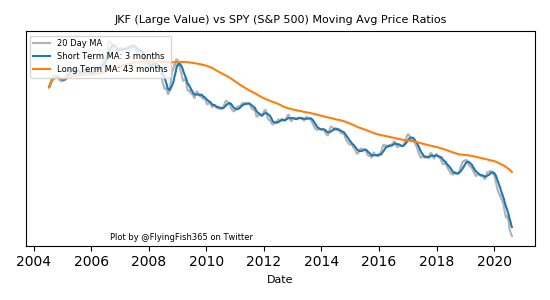 JKF (Large Value) vs SPY (S&P 500) Moving Avg Price Ratios
20 Day MA
Short Term MA: 3 months
Long Term MA: 43 months
Plot by @FlyingFish365 on Twitter
2004 2006 2008 2010 2012 2014 2016 2018 2020
Date